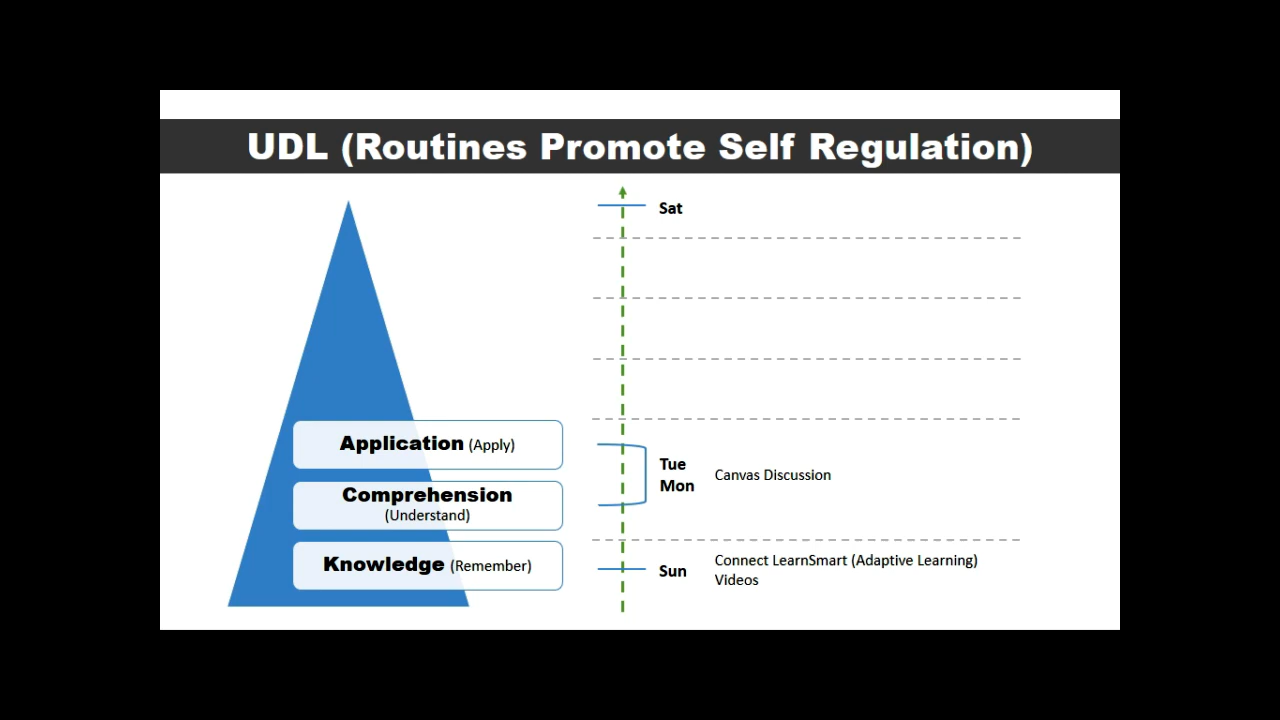 UDL (Routines Promote Self Regulation)
Sat
Application (Apply)
Tue
Mon
Canvas Discussion
Comprehension
(Understand)
Knowledge (Remember)
Sun
Connect LearnSmart (Adaptive Learning)
Videos